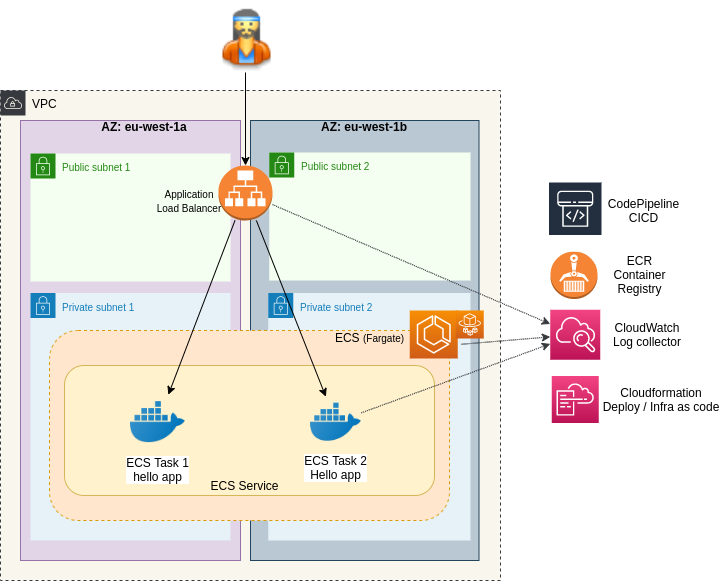 VPC
AZ: eu-west-1a
AZ: eu-west-1b
Public subnet 1
Public subnet 2
Application
Load Balancer
CodePipeline
CICD
ECR
Container
Registry
Private subnet 1
Private subnet 2
ECS (Fargate)
CloudWatch
Log collector
Cloudformation
Deploy / Infra as code
ECS Task 1
hello app
ECS Task 2
Hello app
ECS Service